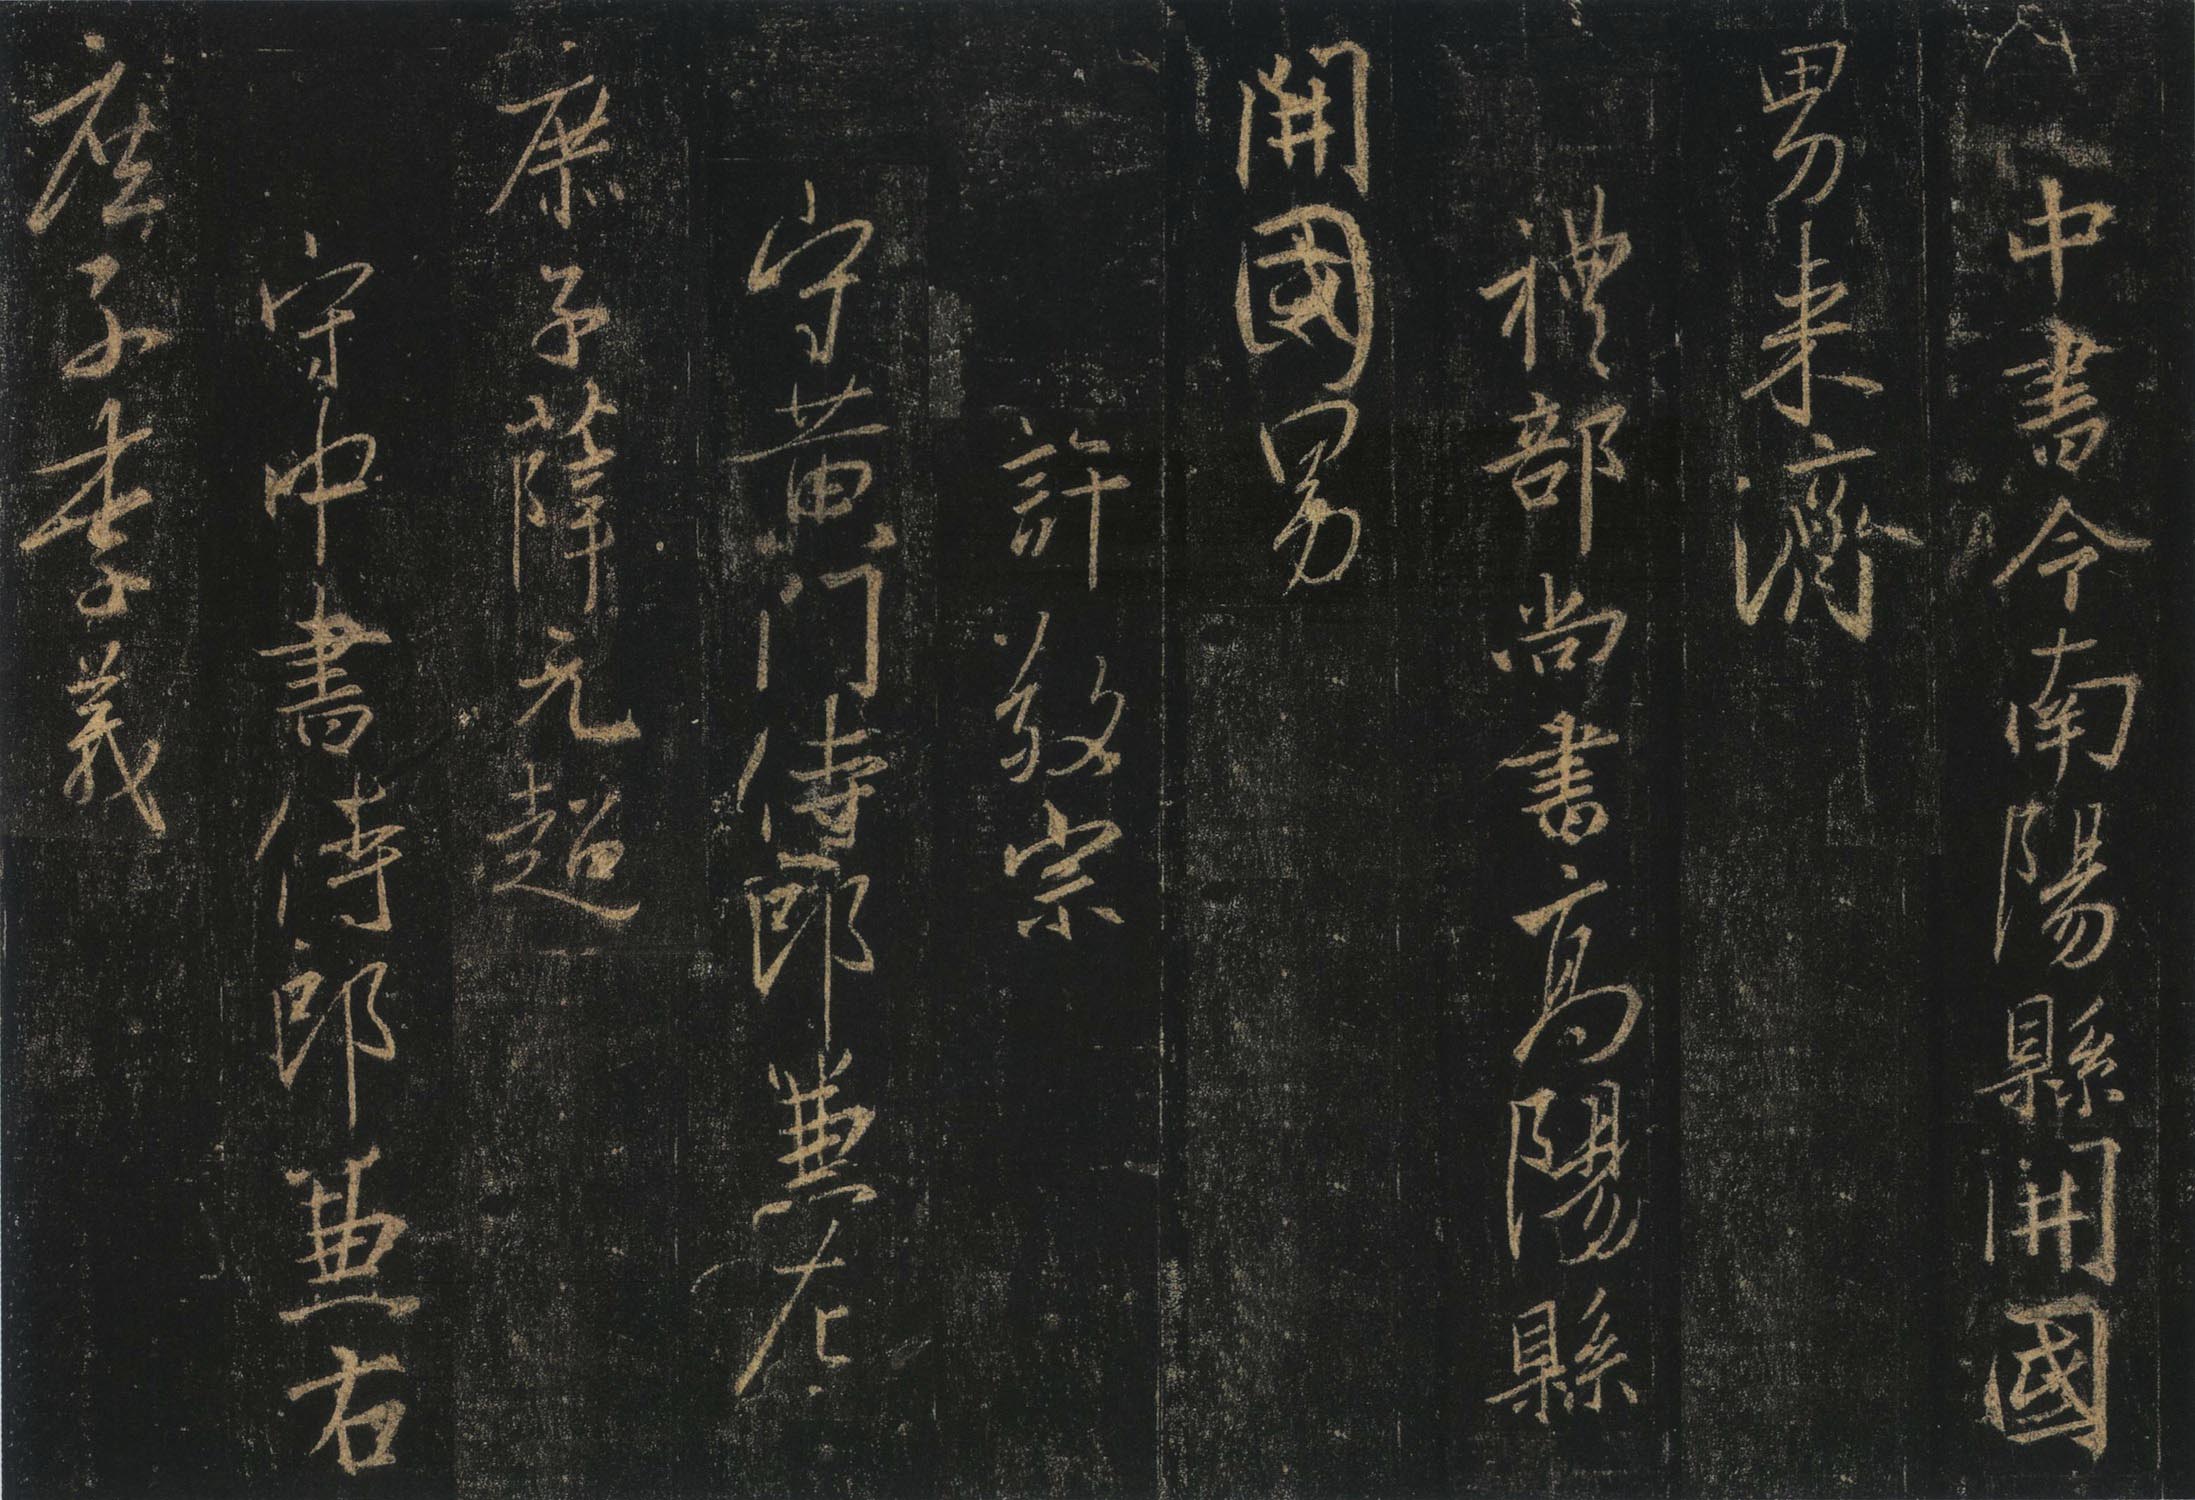 中書令南陽縣開國
男来濟
禮部尚書高陽縣
開國男
許敬宗
守黄門侍郎兼左
庶子薛元超
守中書侍郎兼右
庶子李義